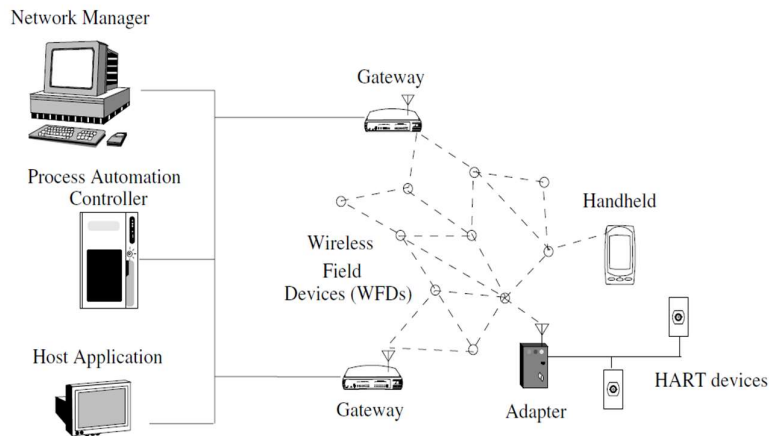 Network Manager
Gateway
Process Automation
Controller
Handheld
Wireless
Field
Devices (WFDs)
Host Application
HART devices
Gateway
Adapter